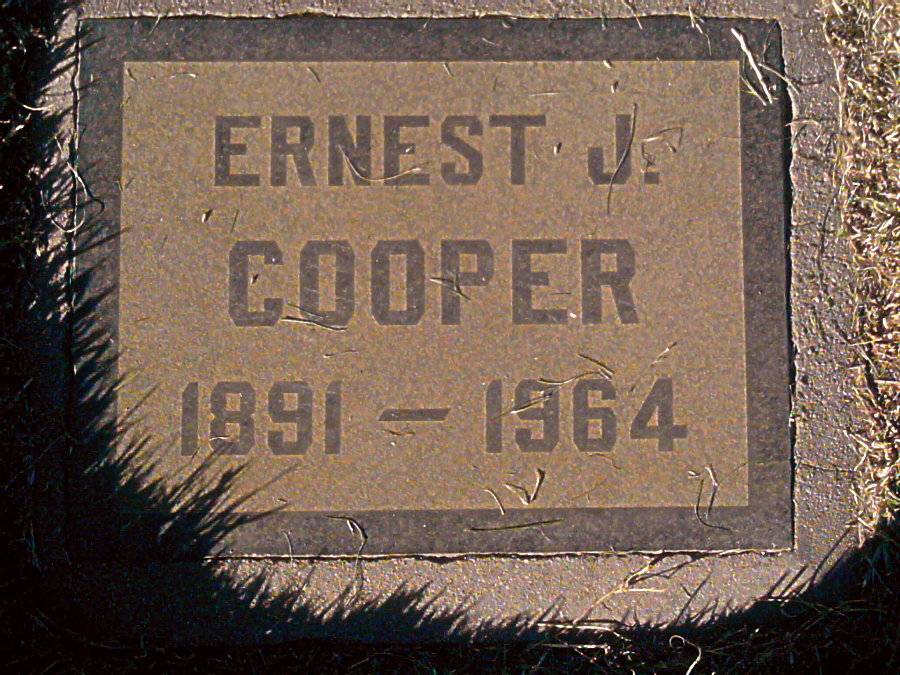 ERNEST J.
COOPER
1891 – 1964